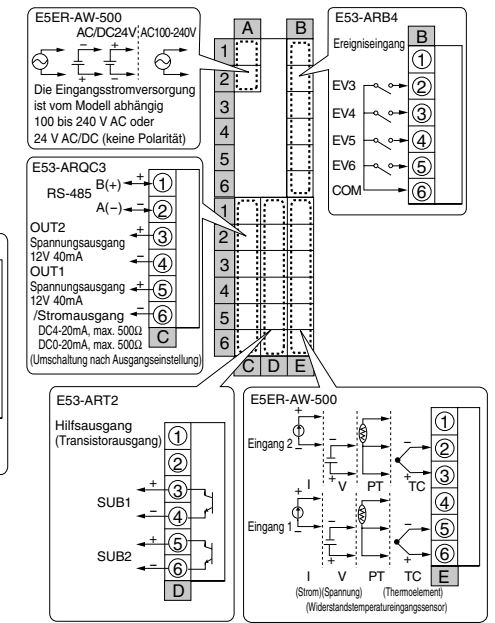 E5ER-AW-500
AC/DC24V AC100-240V
Die Eingangsstromversorgung
ist vom Modell abhängig
100 bis 240 V AC oder
24 V AC/DC (keine Polarität)
A B
1
2
3
4
5
6
1
2
3
4
5
6
C D E
E53-ARB4
Ereigniseingang
B
1
EV3 2
EV4 3
EV5 4
EV6 5
COM 6
E53-ARQC3
RS-485
B(+) + 1
A(−) − 2
OUT2
Spannungsausgang + 3
12V 40mA − 4
OUT1
Spannungsausgang + 5
12V 40mA
/Stromausgang − 6
DC4-20mA, max. 500Ω
DC0-20mA, max. 500Ω
C
(Umschaltung nach Ausgangseinstellung)
E53-ART2
Hilfsausgang
(Transistorausgang)
1
2
SUB1 + 3
− 4
SUB2 + 5
− 6
D
E5ER-AW-500
Eingang 2
+ − + −
I V PT TC
1
2
3
Eingang 1
+ − + −
I V PT TC
4
5
6
E
(Strom)(Spannung) (Thermoelement)
(Widerstandstemperatureingangssensor)